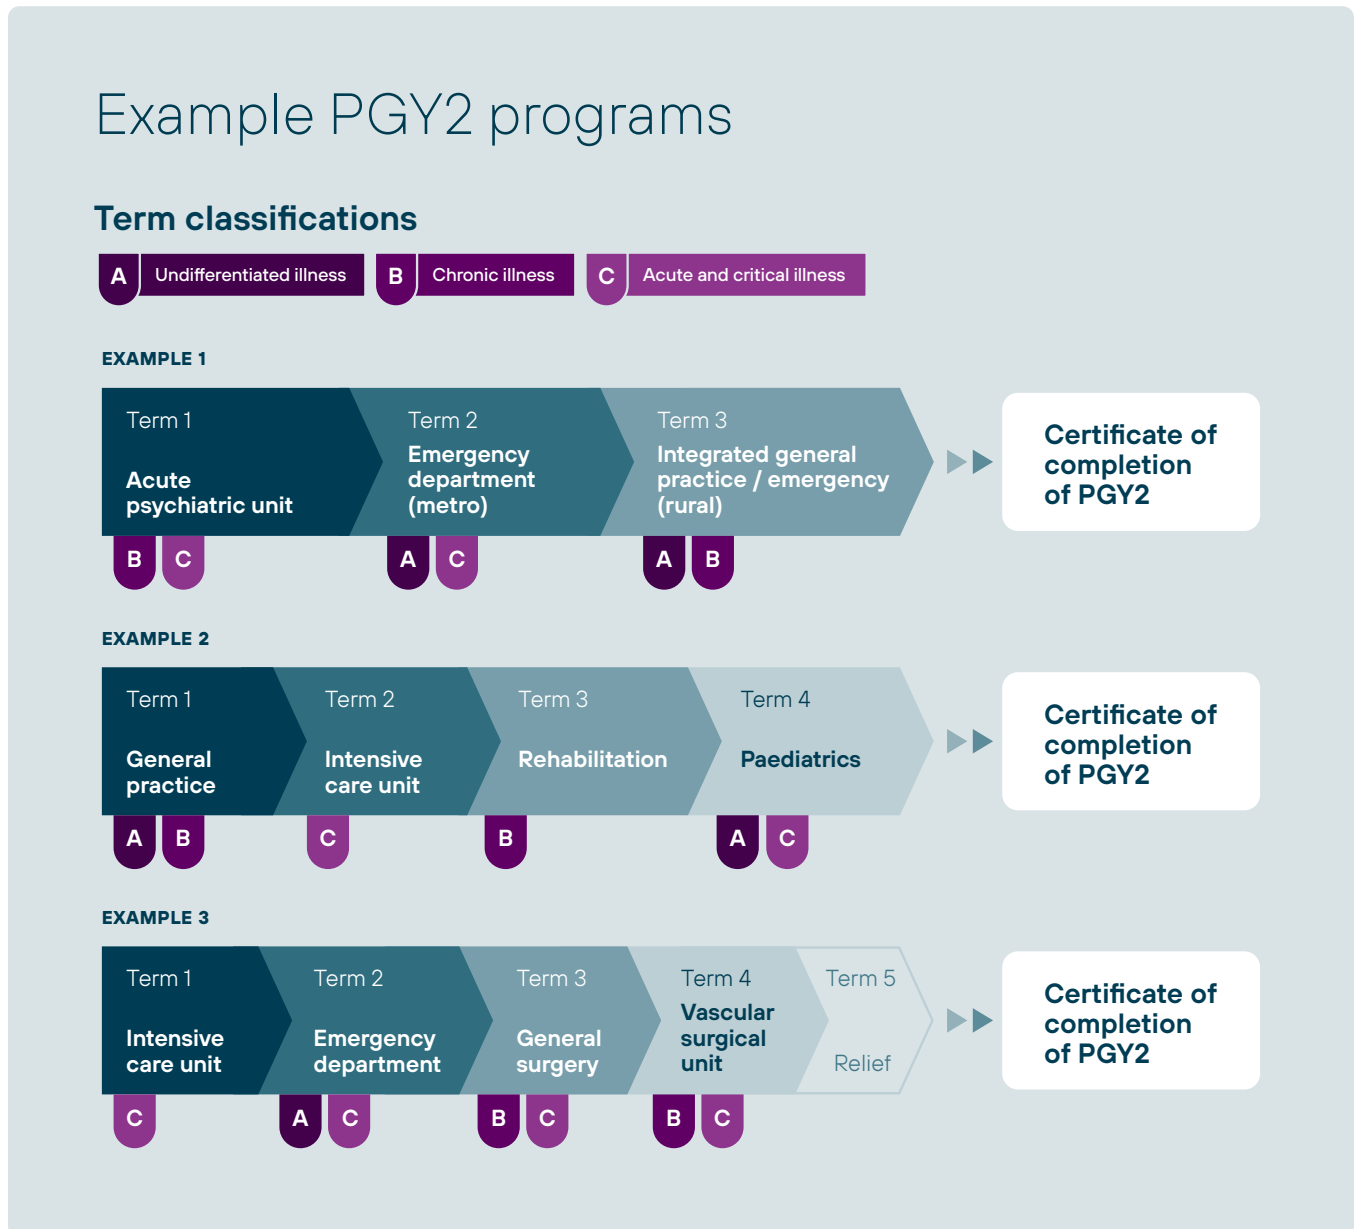 Example PGY2 programs
Term classifications
A Undifferentiated illness B Chronic illness C Acute and critical illness
EXAMPLE 1
Term 1
Acute
psychiatric unit
B C
Term 2
Emergency
department
(metro)
A C
Term 3
Integrated general
practice / emergency
(rural)
A B
Certificate of
completion
of PGY2
EXAMPLE 2
Term 1
General
practice
A B
Term 2
Intensive
care unit
C
Term 3
Rehabilitation
B
Term 4
Paediatrics
A C
Certificate of
completion
of PGY2
EXAMPLE 3
Term 1
Intensive
care unit
C
Term 2
Emergency
department
A C
Term 3
General
surgery
B C
Term 4
Vascular
surgical
unit
B C
Term 5
Relief
Certificate of
completion
of PGY2